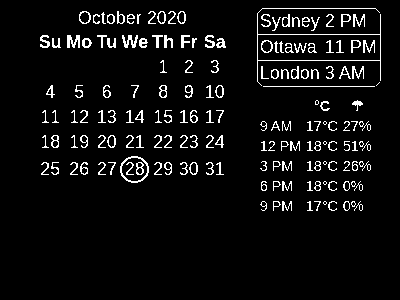 October 2020
Su Mo Tu We Th Fr Sa
1 2 3
4 5 6 7 8 9 10
11 12 13 14 15 16 17
18 19 20 21 22 23 24
25 26 27 28 29 30 31
Sydney 2 PM
Ottawa 11 PM
London 3 AM
°C
9 AM 17°C 27%
12 PM 18°C 51%
3 PM 18°C 26%
6 PM 18°C 0%
9 PM 17°C 0%